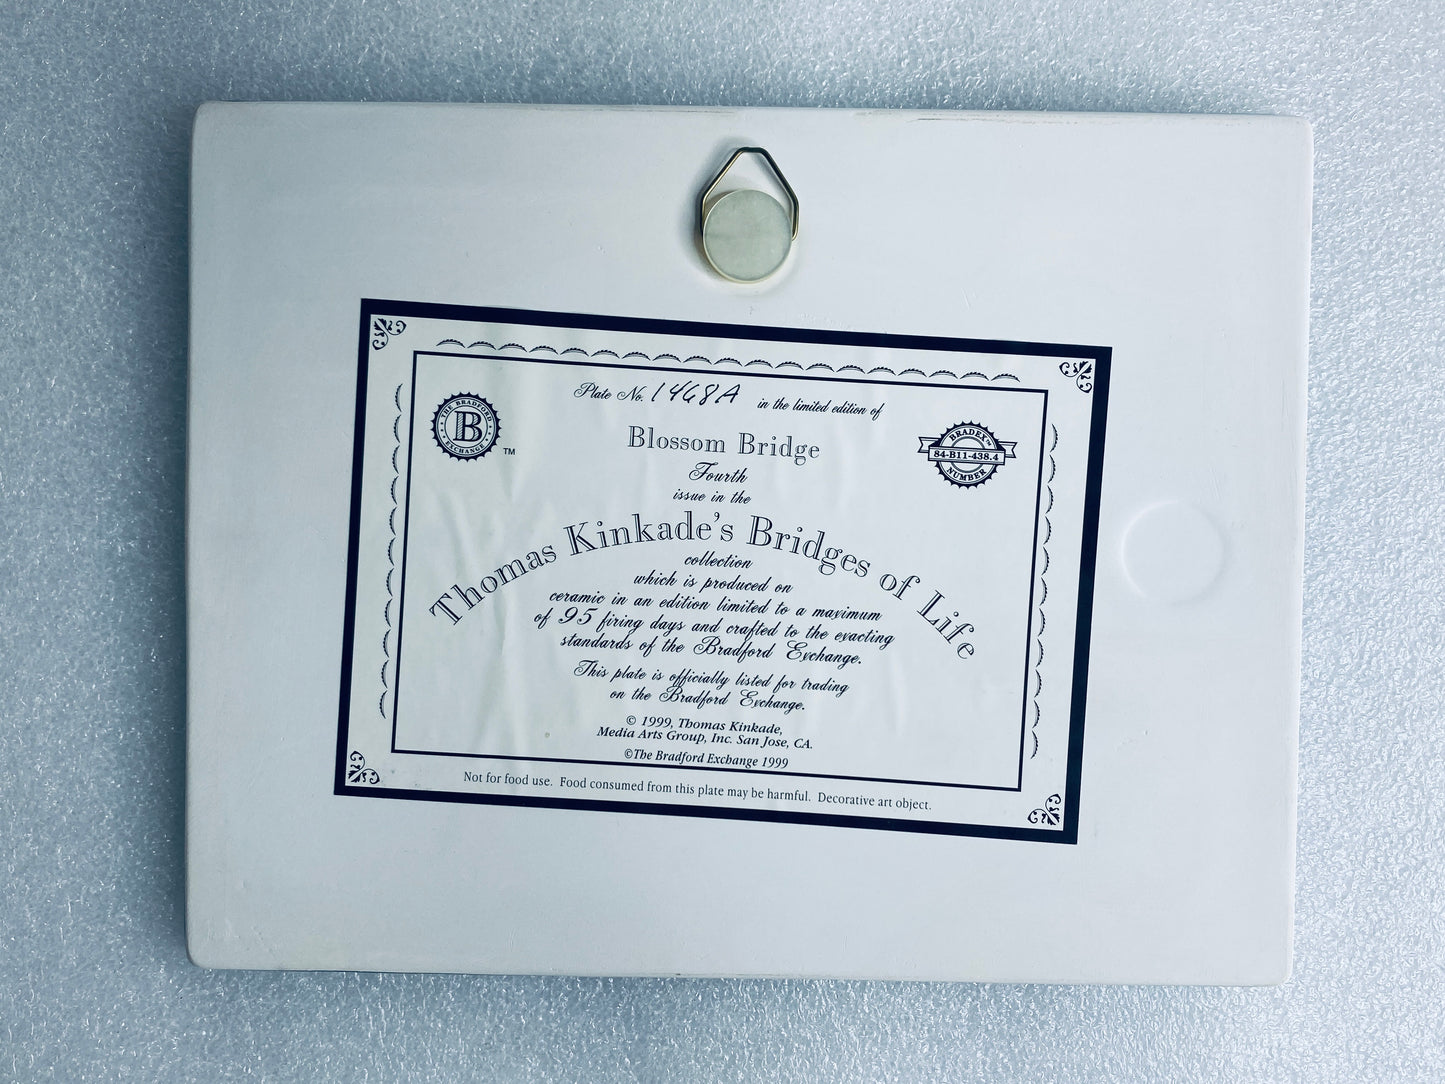 Plate No. 1468A in the limited edition of
THE BRADFORD EXCHANGE
B
TM
BRADEX™
84-B11-438.4
NUMBER
Blossom Bridge
Fourth
issue in the
Thomas Kinkade's Bridges of Life
collection
which is produced on
ceramic in an edition limited to a maximum
of 95 firing days and crafted to the exacting
standards of the Bradford Exchange.
This plate is officially listed for trading
on the Bradford Exchange.
© 1999, Thomas Kinkade,
Media Arts Group, Inc. San Jose, CA.
©The Bradford Exchange 1999
Not for food use. Food consumed from this plate may be harmful. Decorative art object.